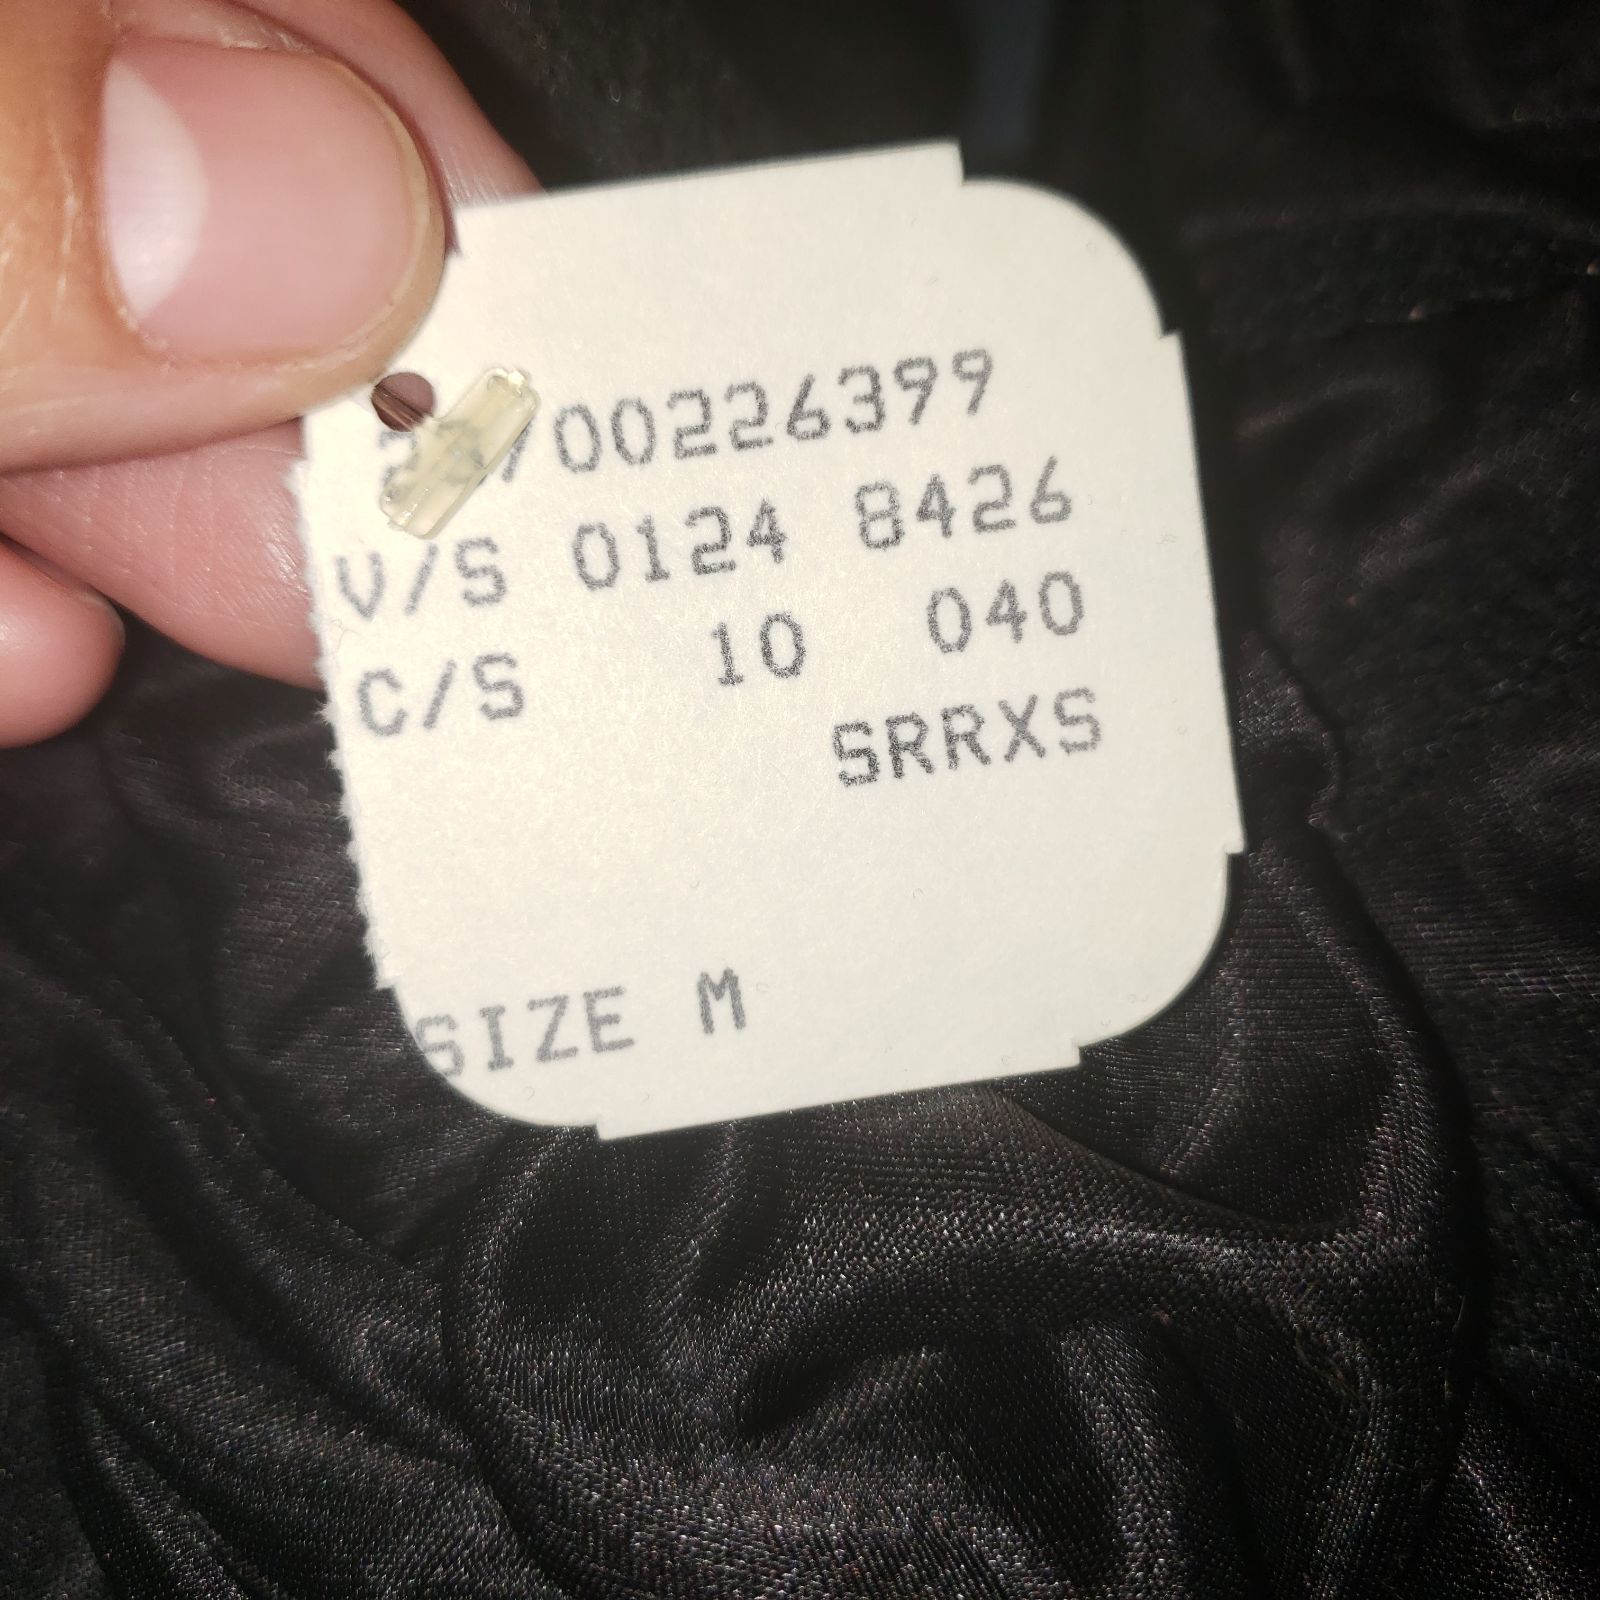 /00226399
V/S 0124 8426
C/S 10 040
SRRXS
SIZE M